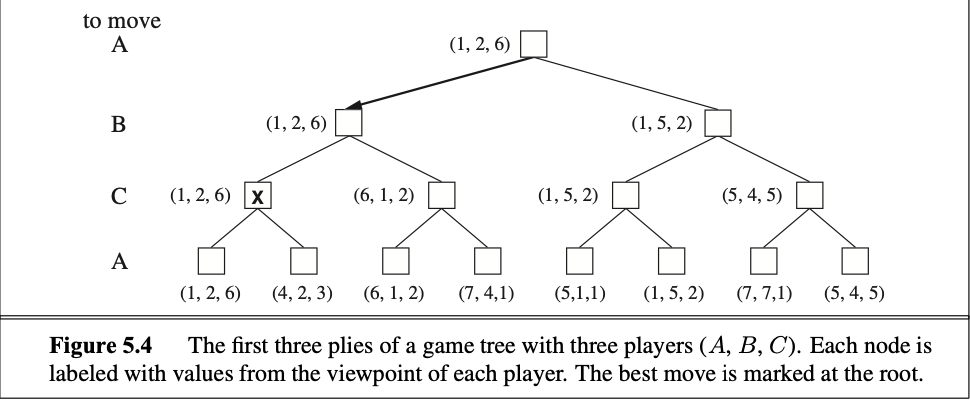 to move
A (1, 2, 6)
B (1, 2, 6) (1, 5, 2)
C (1, 2, 6) X (6, 1, 2) (1, 5, 2) (5, 4, 5)
A
(1, 2, 6) (4, 2, 3) (6, 1, 2) (7, 4,1) (5,1,1) (1, 5, 2) (7, 7,1) (5, 4, 5)
Figure 5.4 The first three plies of a game tree with three players (A, B, C). Each node is
labeled with values from the viewpoint of each player. The best move is marked at the root.